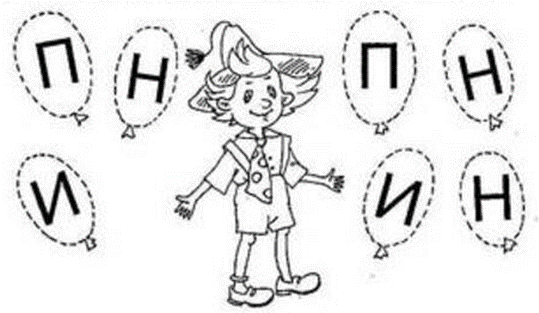 П Н П Н
И И Н